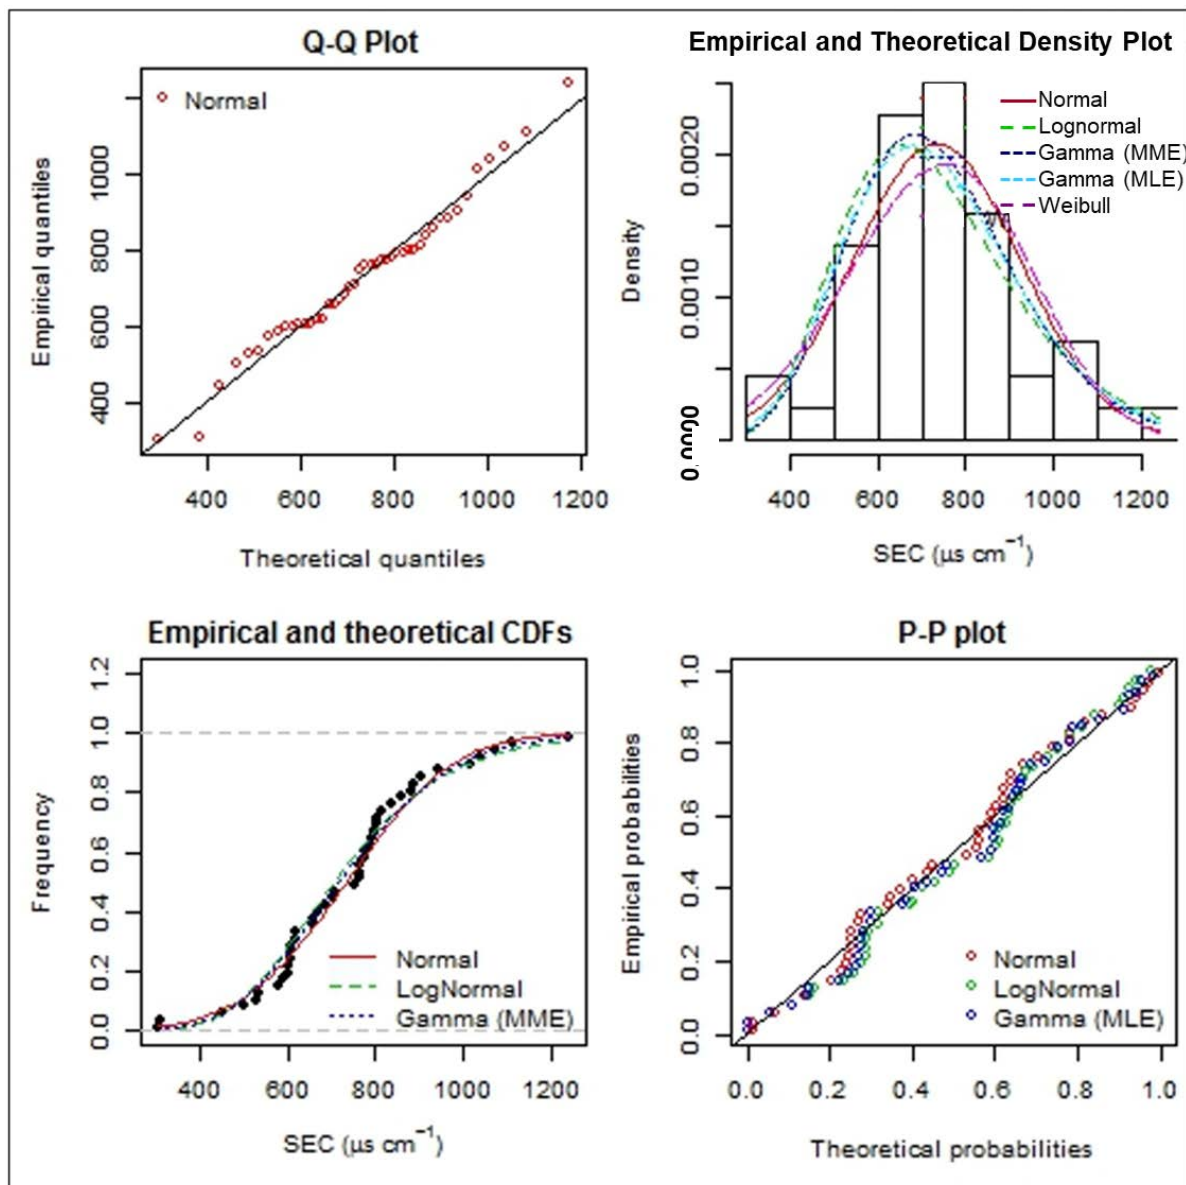 Q-Q Plot
Normal
Empirical quantiles
400
600
800
1000
400
600
800
1000
1200
Theoretical quantiles
Empirical and Theoretical Density Plot
Normal
Lognormal
Gamma (MME)
Gamma (MLE)
Weibull
Density
0.0000
0.0010
0.0020
400
600
800
1000
1200
SEC (µs cm⁻¹)
Empirical and theoretical CDFs
Frequency
0.0
0.2
0.4
0.6
0.8
1.0
1.2
Normal
LogNormal
Gamma (MME)
400
600
800
1000
1200
SEC (µs cm⁻¹)
P-P plot
Empirical probabilities
0.0
0.2
0.4
0.6
0.8
1.0
Normal
LogNormal
Gamma (MLE)
0.0
0.2
0.4
0.6
0.8
1.0
Theoretical probabilities